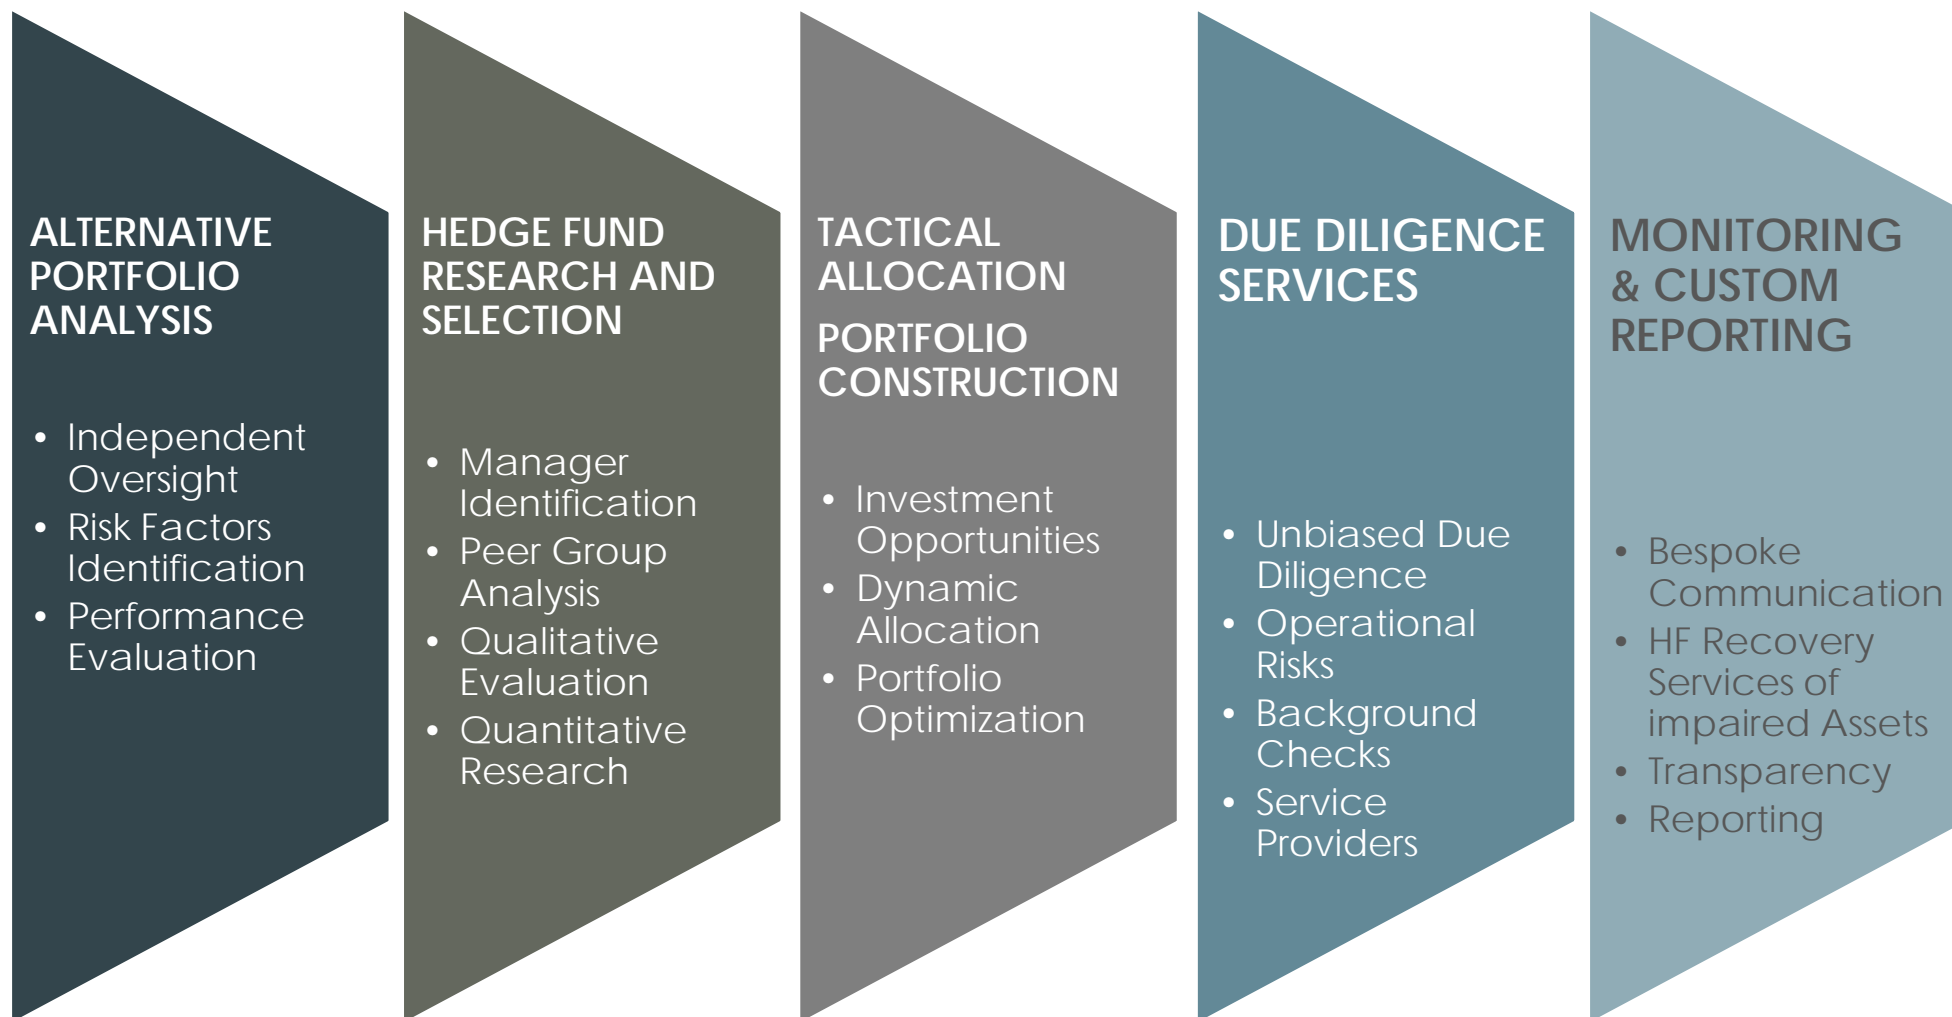 ALTERNATIVE
PORTFOLIO
ANALYSIS
• Independent
Oversight
• Risk Factors
Identification
• Performance
Evaluation
HEDGE FUND
RESEARCH AND
SELECTION
• Manager
Identification
• Peer Group
Analysis
• Qualitative
Evaluation
• Quantitative
Research
TACTICAL
ALLOCATION
PORTFOLIO
CONSTRUCTION
• Investment
Opportunities
• Dynamic
Allocation
• Portfolio
Optimization
DUE DILIGENCE
SERVICES
• Unbiased Due
Diligence
• Operational
Risks
• Background
Checks
• Service
Providers
MONITORING
& CUSTOM
REPORTING
• Bespoke
Communication
• HF Recovery
Services of
impaired Assets
• Transparency
• Reporting